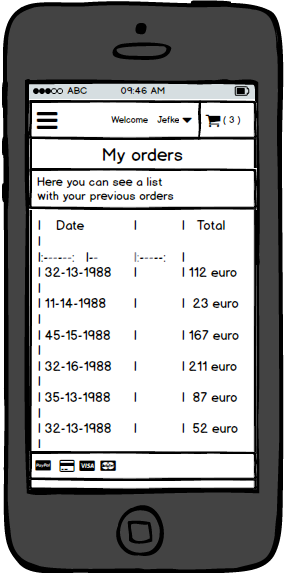 ABC 09:46 AM
Welcome Jefke ( 3 )
My orders
Here you can see a list
with your previous orders
| Date | | Total
|
|:------: |-- |:-----: |
| 32-13-1988 | | 112 euro
|
| 11-14-1988 | | 23 euro
|
| 45-15-1988 | | 167 euro
|
| 32-16-1988 | | 211 euro
|
| 35-13-1988 | | 87 euro
|
| 32-13-1988 | | 52 euro
|
PayPal VISA